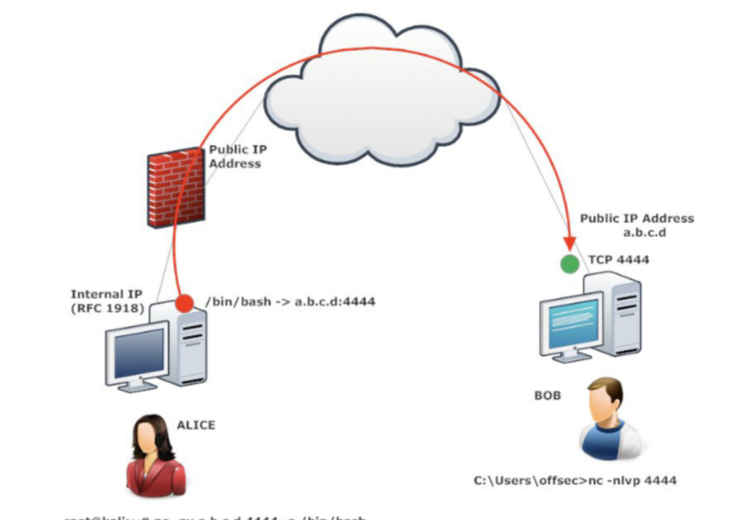 Public IP
Address
Public IP Address
a.b.c.d
TCP 4444
Internal IP
(RFC 1918)
/bin/bash -> a.b.c.d:4444
BOB
ALICE
C:\Users\offsec>nc -nlvp 4444